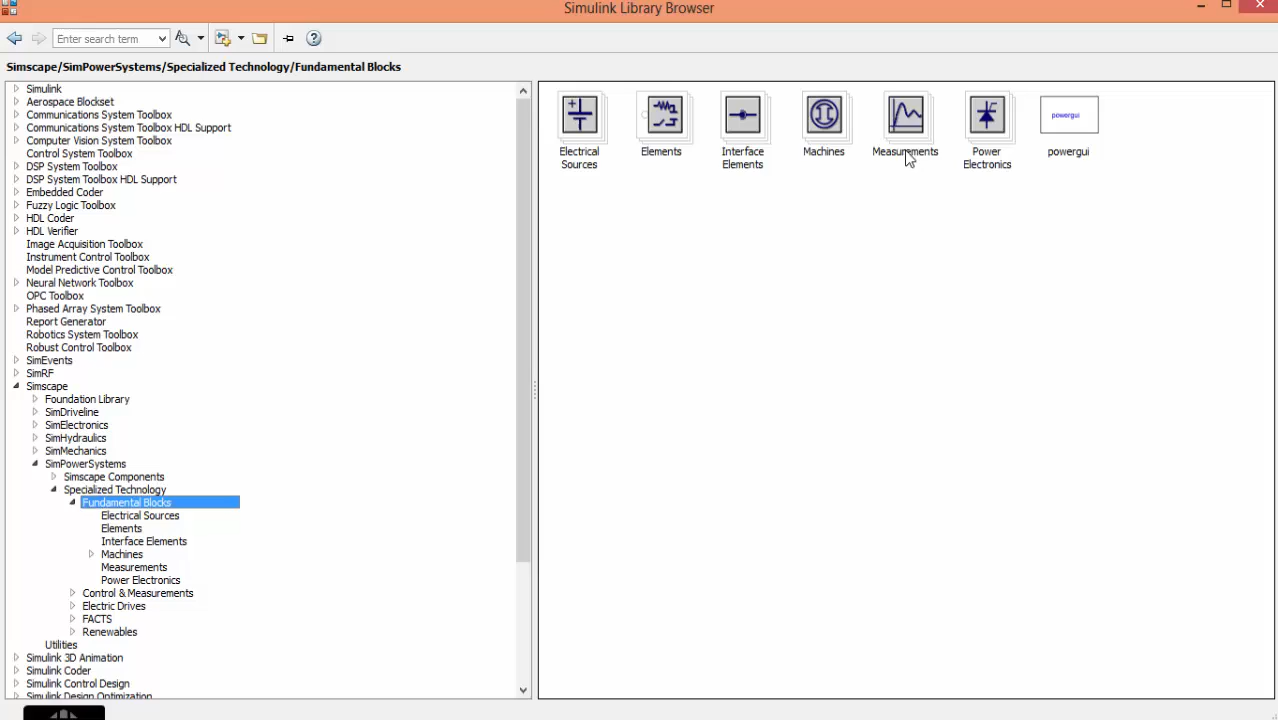 Simulink Library Browser
Enter search term
Simscape/SimPowerSystems/Specialized Technology/Fundamental Blocks
Simulink
Aerospace Blockset
Communications System Toolbox
Communications System Toolbox HDL Support
Computer Vision System Toolbox
Control System Toolbox
DSP System Toolbox
DSP System Toolbox HDL Support
Embedded Coder
Fuzzy Logic Toolbox
HDL Coder
HDL Verifier
Image Acquisition Toolbox
Instrument Control Toolbox
Model Predictive Control Toolbox
Neural Network Toolbox
OPC Toolbox
Phased Array System Toolbox
Report Generator
Robotics System Toolbox
Robust Control Toolbox
SimEvents
SimRF
Simscape
Foundation Library
SimDriveline
SimElectronics
SimHydraulics
SimMechanics
SimPowerSystems
Simscape Components
Specialized Technology
Fundamental Blocks
Electrical Sources
Elements
Interface Elements
Machines
Measurements
Power Electronics
Control & Measurements
Electric Drives
FACTS
Renewables
Utilities
Simulink 3D Animation
Simulink Coder
Simulink Control Design
Simulink Design Optimization
powergui
Electrical
Sources
Elements
Interface
Elements
Machines
Measurements
Power
Electronics
powergui